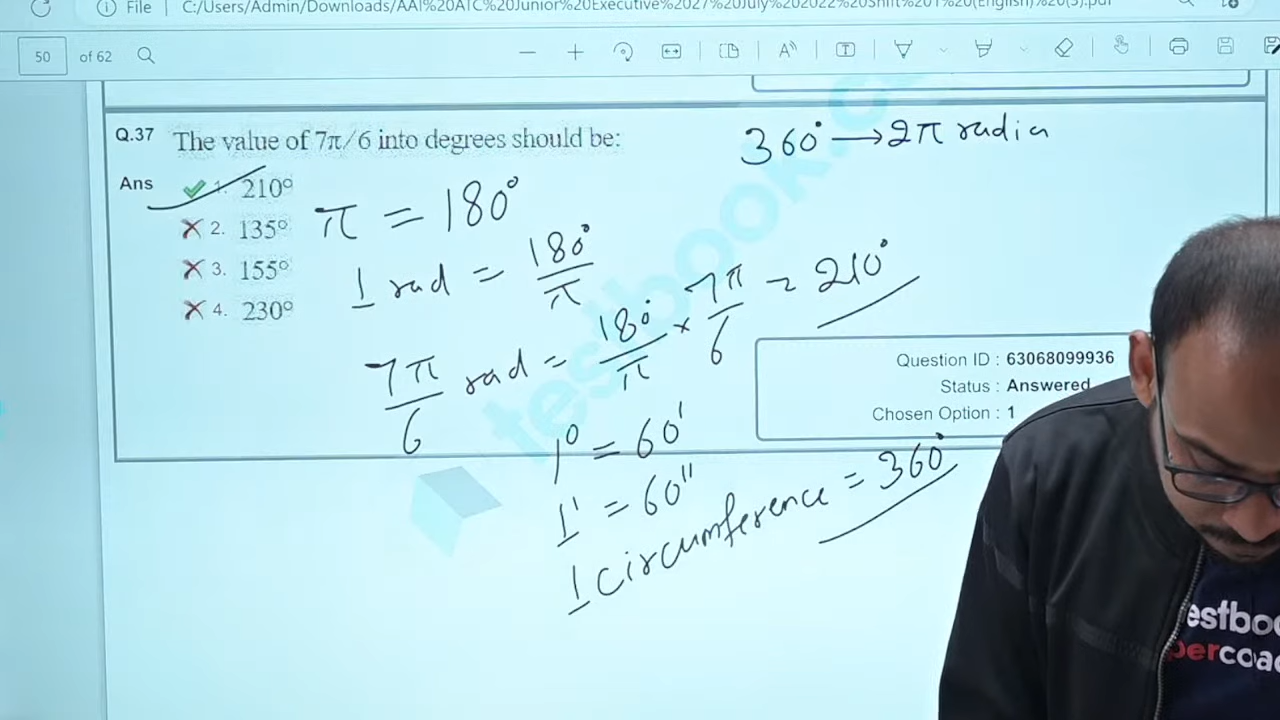 File C:/Users/Admin/Downloads/AAI%20ATC%20Junior%20Executive%2027%20July%202022%20Shift%201%20(English)%20(3).pdf
50 of 62
Q.37 The value of 7π/6 into degrees should be:
360° → 2π radia
Ans 1. 210°
2. 135°
3. 155°
4. 230°
π = 180°
1 rad = 180°/π
7π/6 rad = 180°/π × 7π/6 = 210°
1° = 60'
1' = 60"
1 circumference = 360°
Question ID : 63068099936
Status : Answered
Chosen Option : 1
testbook.c
estboo
percoac